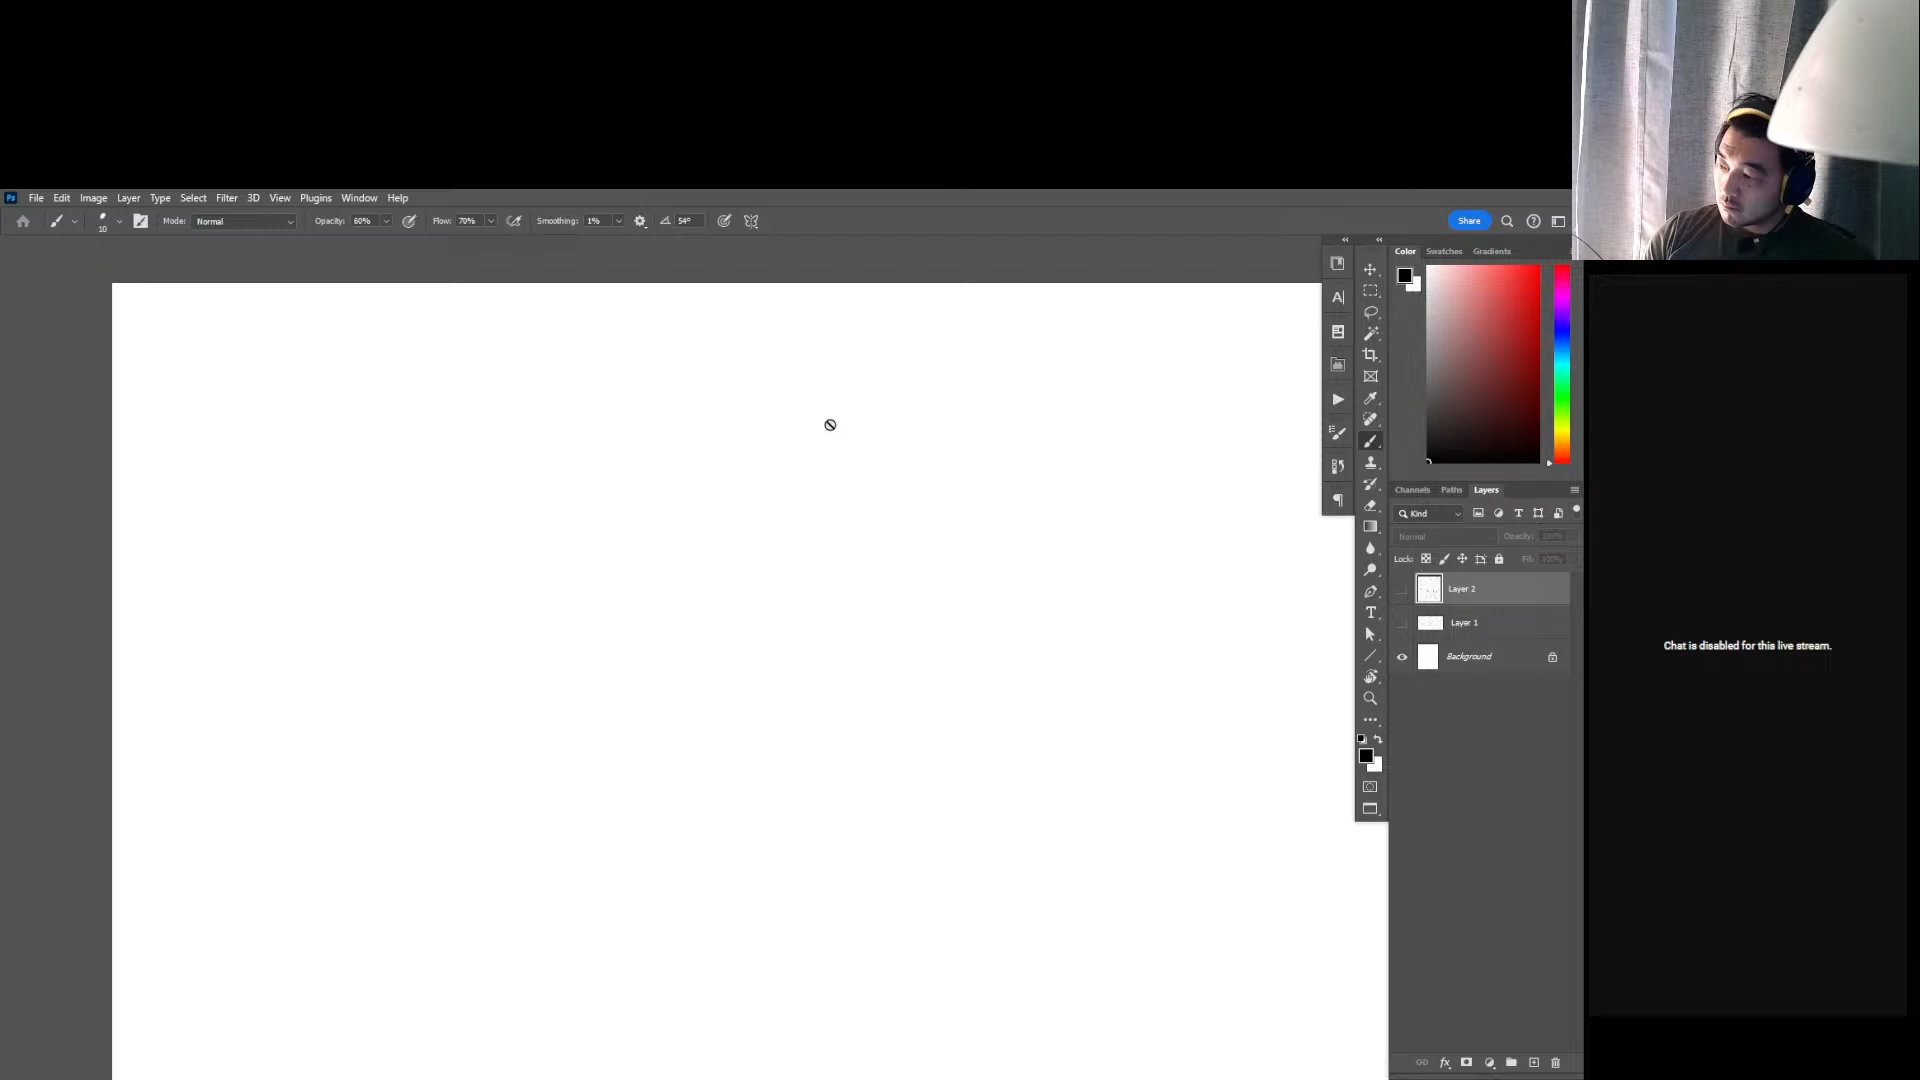 Ps File Edit Image Layer Type Select Filter 3D View Plugins Window Help
10 Mode: Normal Opacity: 60% Flow: 70% Smoothing: 1% 54° Share
Color Swatches Gradients
Channels Paths Layers
Kind
Normal Opacity: 100%
Lock: Fill: 100%
Layer 2
Layer 1
Background
Chat is disabled for this live stream.